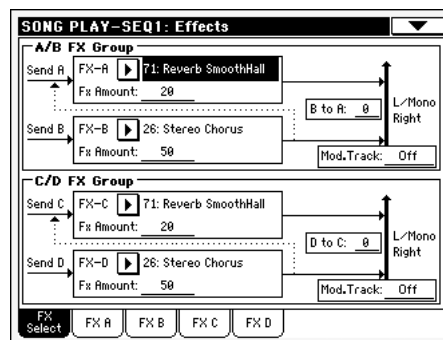 SONG PLAY-SEQ1: Effects
A/B FX Group
Send A
FX-A
71: Reverb SmoothHall
Fx Amount: 20
B to A: 0
L/Mono
Right
Send B
FX-B
26: Stereo Chorus
Fx Amount: 50
Mod.Track: Off
C/D FX Group
Send C
FX-C
71: Reverb SmoothHall
Fx Amount: 20
D to C: 0
L/Mono
Right
Send D
FX-D
26: Stereo Chorus
Fx Amount: 50
Mod.Track: Off
FX
Select
FX A
FX B
FX C
FX D